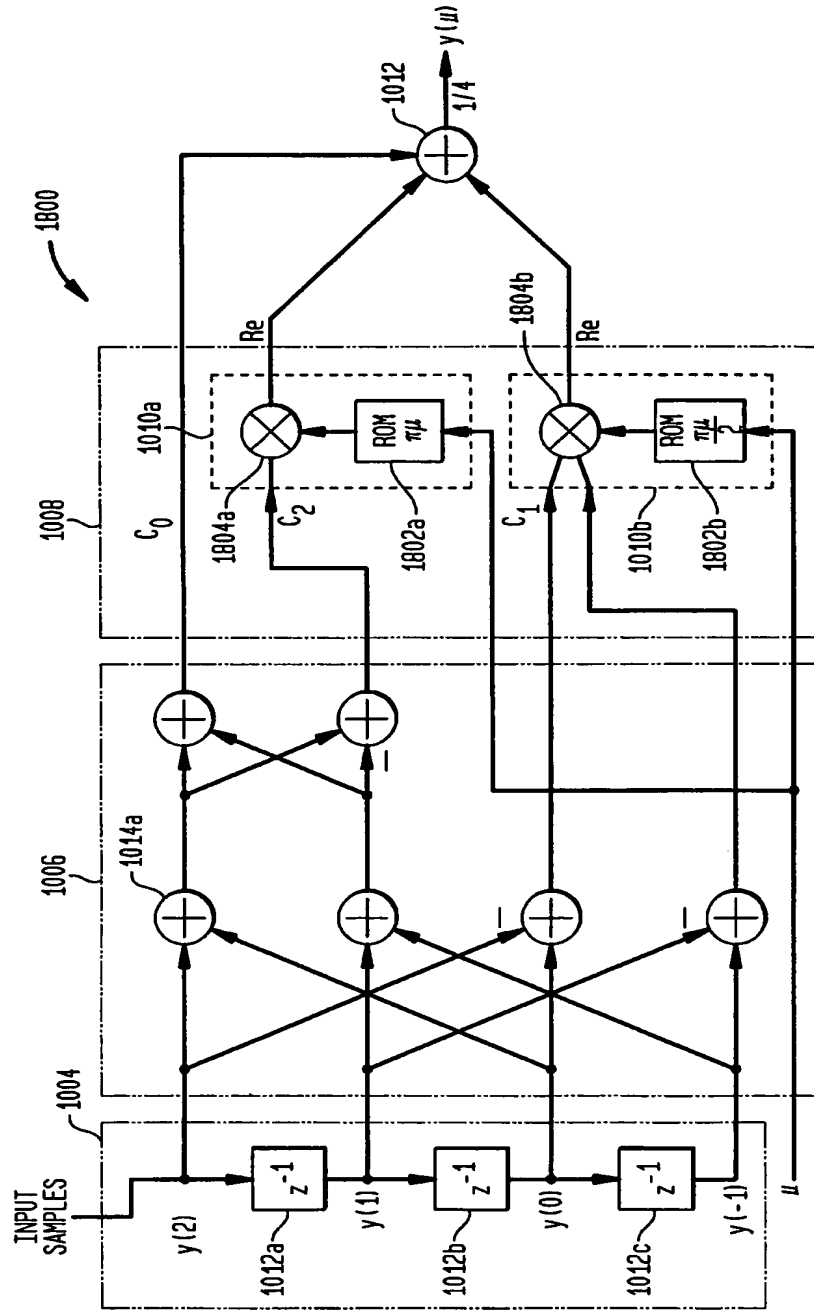 1800
1004
1006
1008
INPUT
SAMPLES
y(2)
z⁻¹
1012a
y(1)
z⁻¹
1012b
y(0)
z⁻¹
1012c
y(-1)
μ
1014a
+
+
+
+
−
−
+
+
−
C₀
C₂
C₁
1010a
1804a
ROM
πμ
1802a
1804b
ROM
πμ/2
1802b
1010b
Re
Re
1012
+
1/4
y(μ)